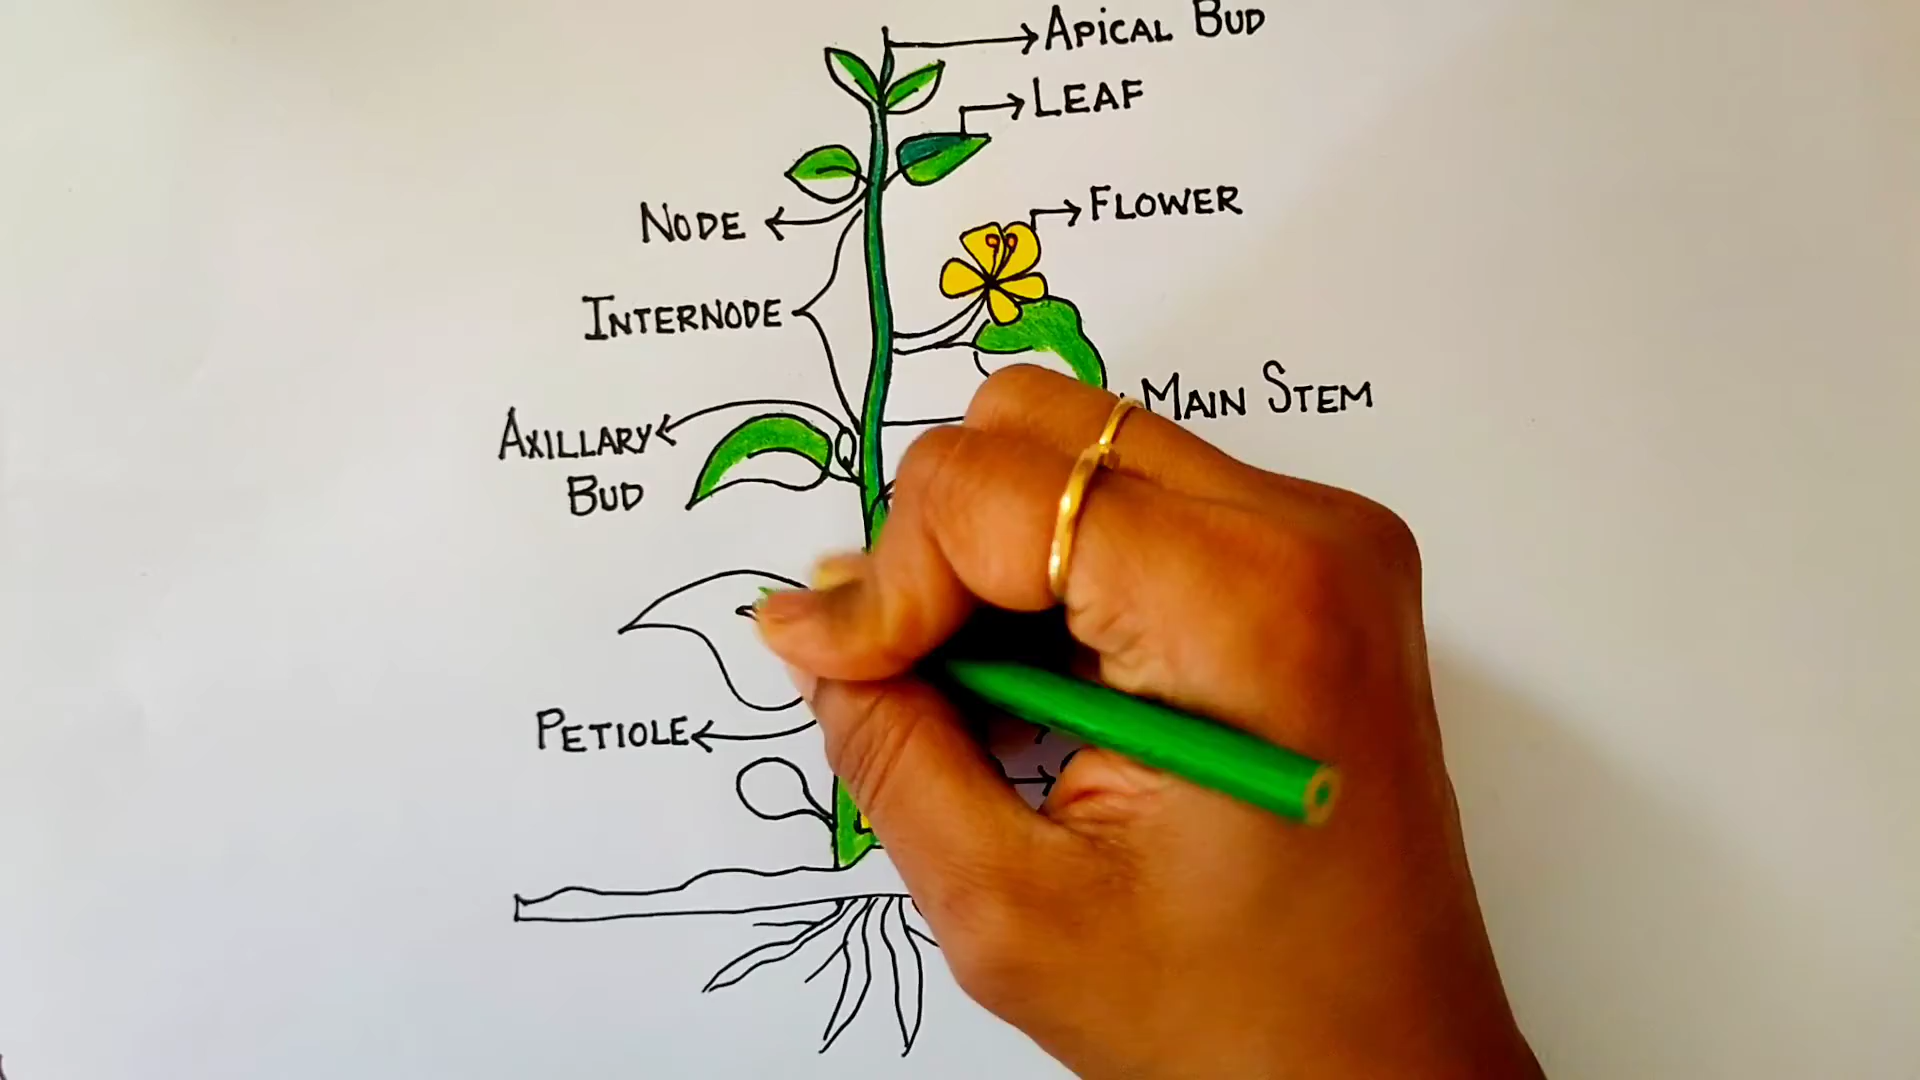 APICAL BUD
LEAF
FLOWER
NODE
INTERNODE
MAIN STEM
AXILLARY
BUD
PETIOLE